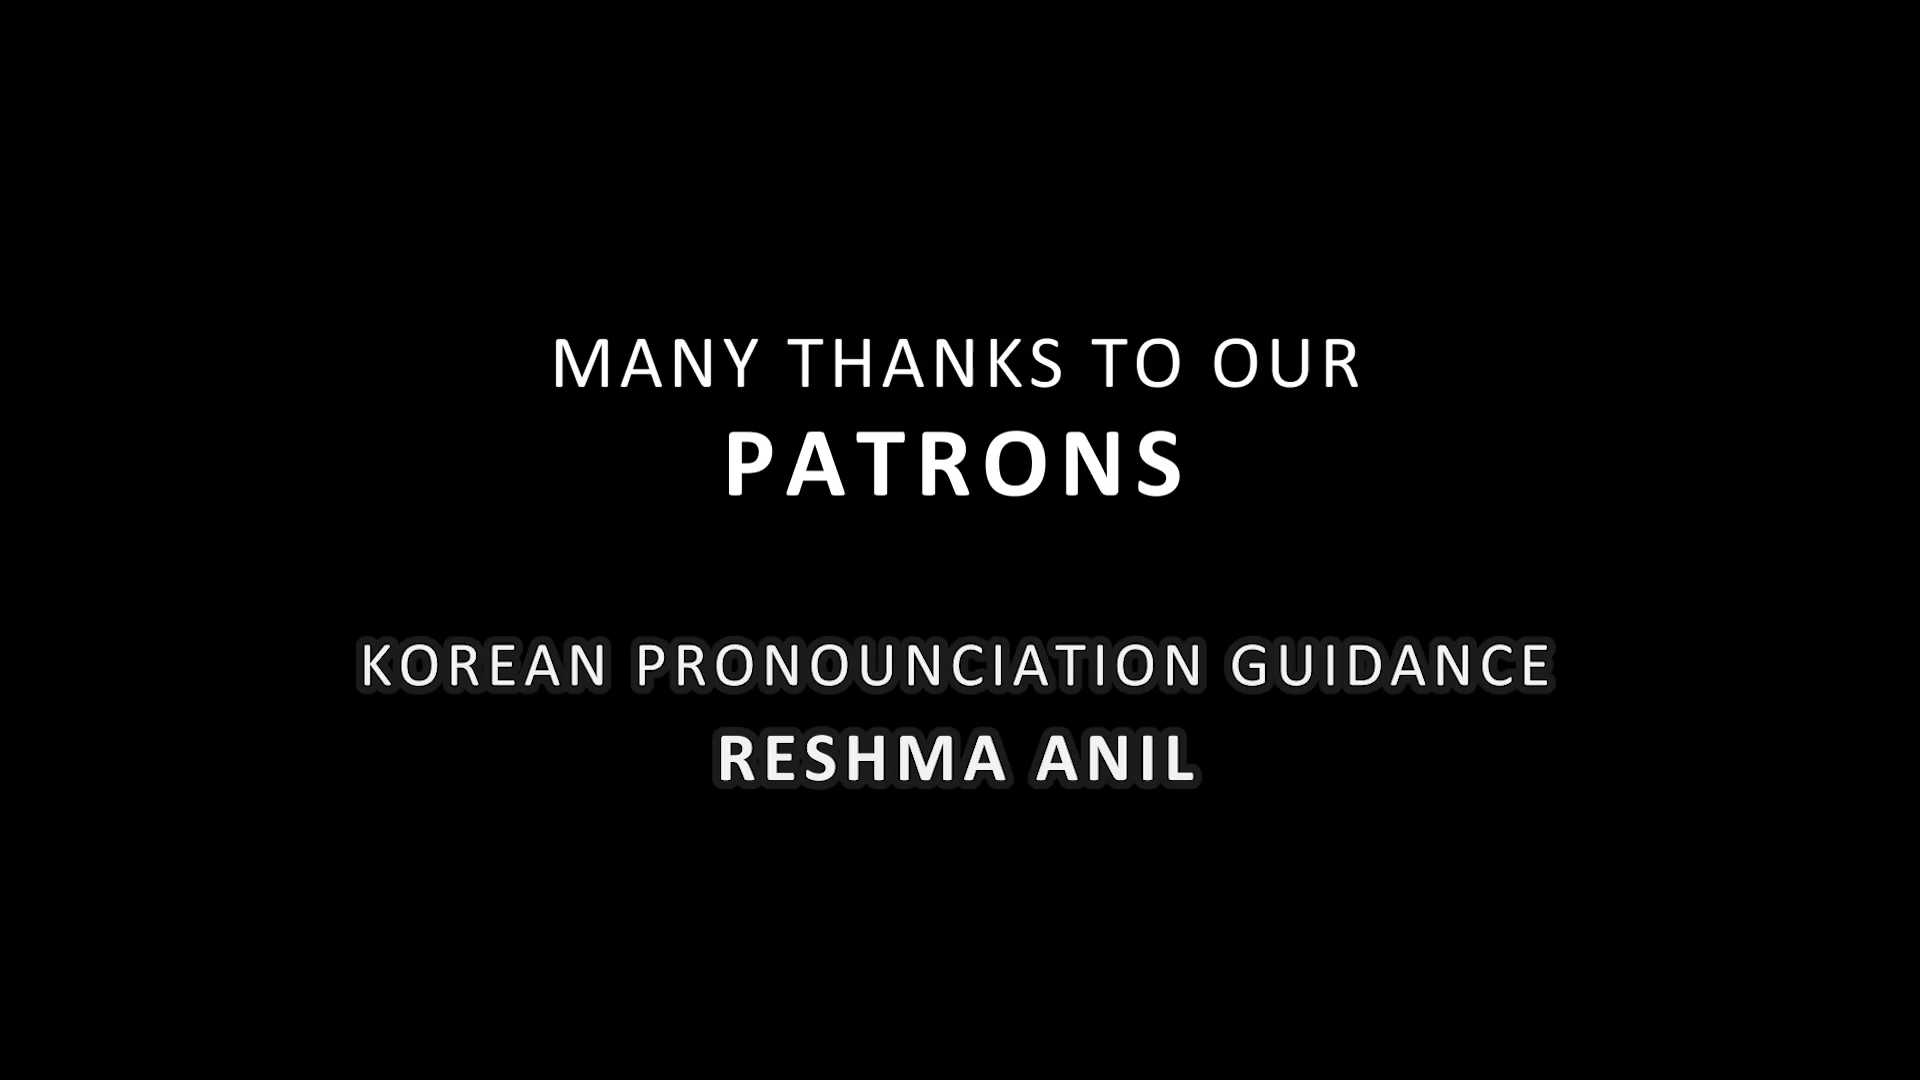 MANY THANKS TO OUR
PATRONS
KOREAN PRONOUNCIATION GUIDANCE
RESHMA ANIL